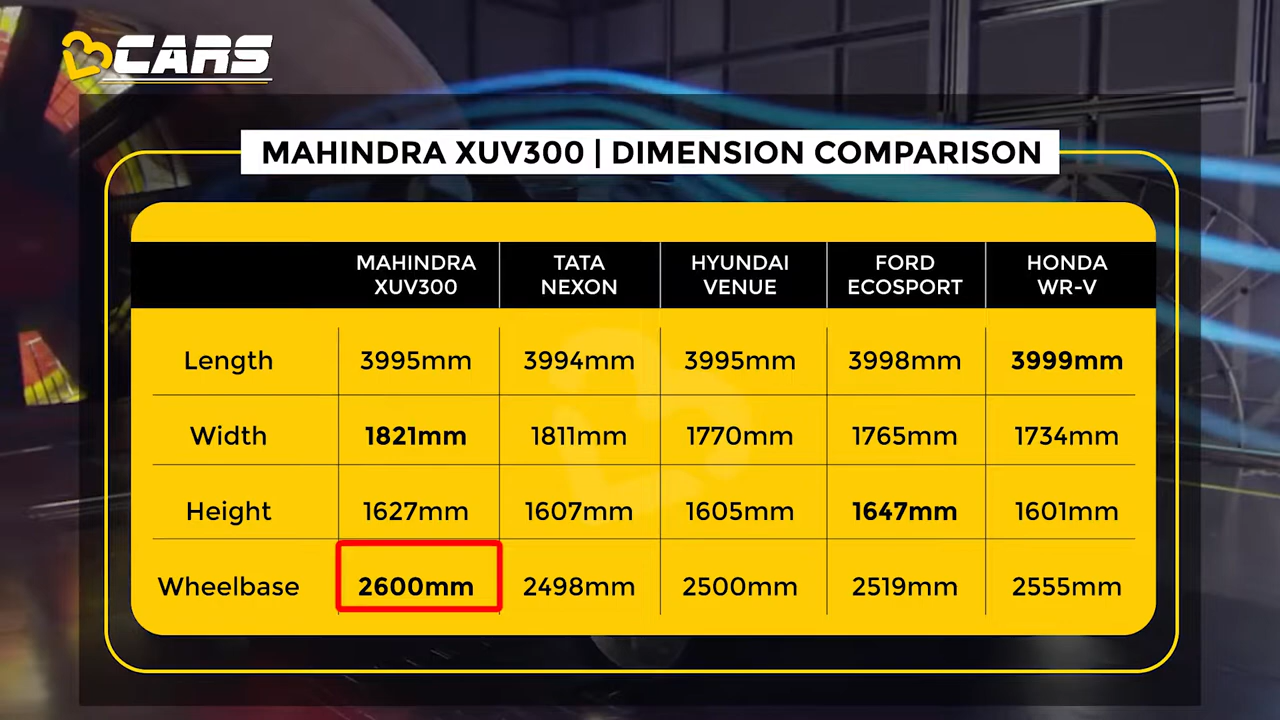 CARS
MAHINDRA XUV300 | DIMENSION COMPARISON
MAHINDRA XUV300 TATA NEXON HYUNDAI VENUE FORD ECOSPORT HONDA WR-V
Length 3995mm 3994mm 3995mm 3998mm 3999mm
Width 1821mm 1811mm 1770mm 1765mm 1734mm
Height 1627mm 1607mm 1605mm 1647mm 1601mm
Wheelbase 2600mm 2498mm 2500mm 2519mm 2555mm